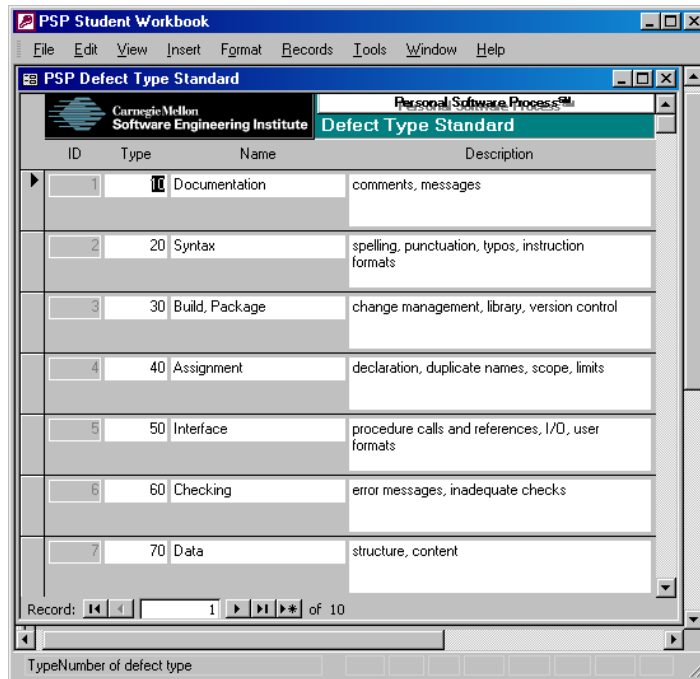 PSP Student Workbook
File Edit View Insert Format Records Tools Window Help
PSP Defect Type Standard
Carnegie Mellon
Software Engineering Institute
Personal Software Process℠
Defect Type Standard
ID Type Name Description
1 10 Documentation comments, messages
2 20 Syntax spelling, punctuation, typos, instruction
formats
3 30 Build, Package change management, library, version control
4 40 Assignment declaration, duplicate names, scope, limits
5 50 Interface procedure calls and references, I/O, user
formats
6 60 Checking error messages, inadequate checks
7 70 Data structure, content
Record: 1 of 10
TypeNumber of defect type